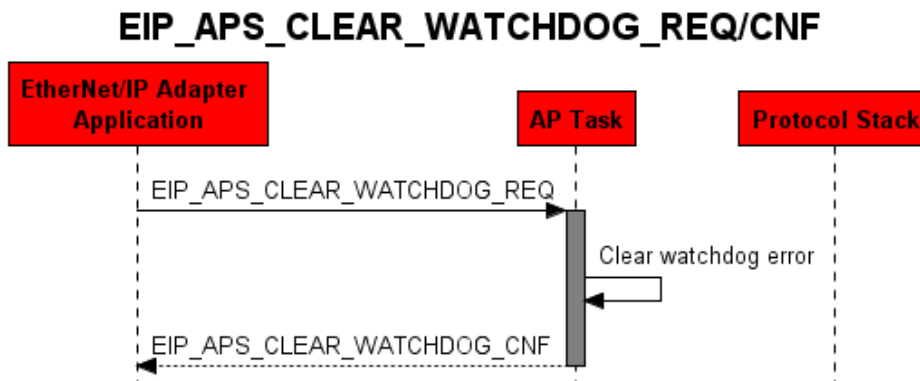 EIP_APS_CLEAR_WATCHDOG_REQ/CNF
EtherNet/IP Adapter
Application
AP Task
Protocol Stack
EIP_APS_CLEAR_WATCHDOG_REQ
Clear watchdog error
EIP_APS_CLEAR_WATCHDOG_CNF